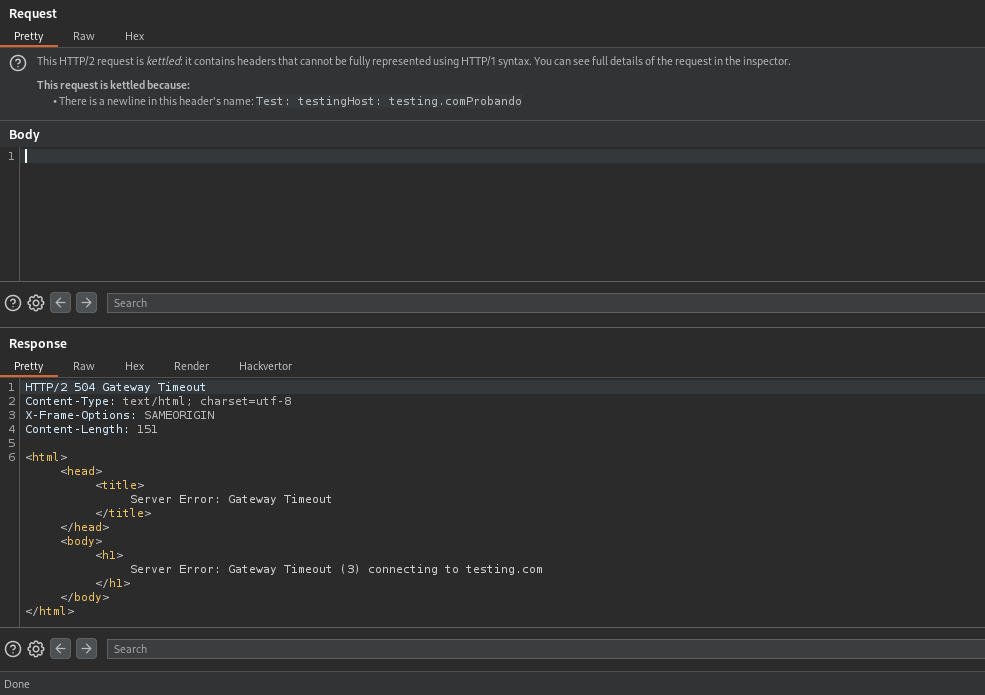 Request
Pretty Raw Hex
This HTTP/2 request is kettled: it contains headers that cannot be fully represented using HTTP/1 syntax. You can see full details of the request in the inspector.
This request is kettled because:
• There is a newline in this header's name: Test: testingHost: testing.comProbando
Body
1
Search
Response
Pretty Raw Hex Render Hackvertor
1 HTTP/2 504 Gateway Timeout
2 Content-Type: text/html; charset=utf-8
3 X-Frame-Options: SAMEORIGIN
4 Content-Length: 151
5
6 <html>
<head>
<title>
Server Error: Gateway Timeout
</title>
</head>
<body>
<h1>
Server Error: Gateway Timeout (3) connecting to testing.com
</h1>
</body>
</html>
Search
Done